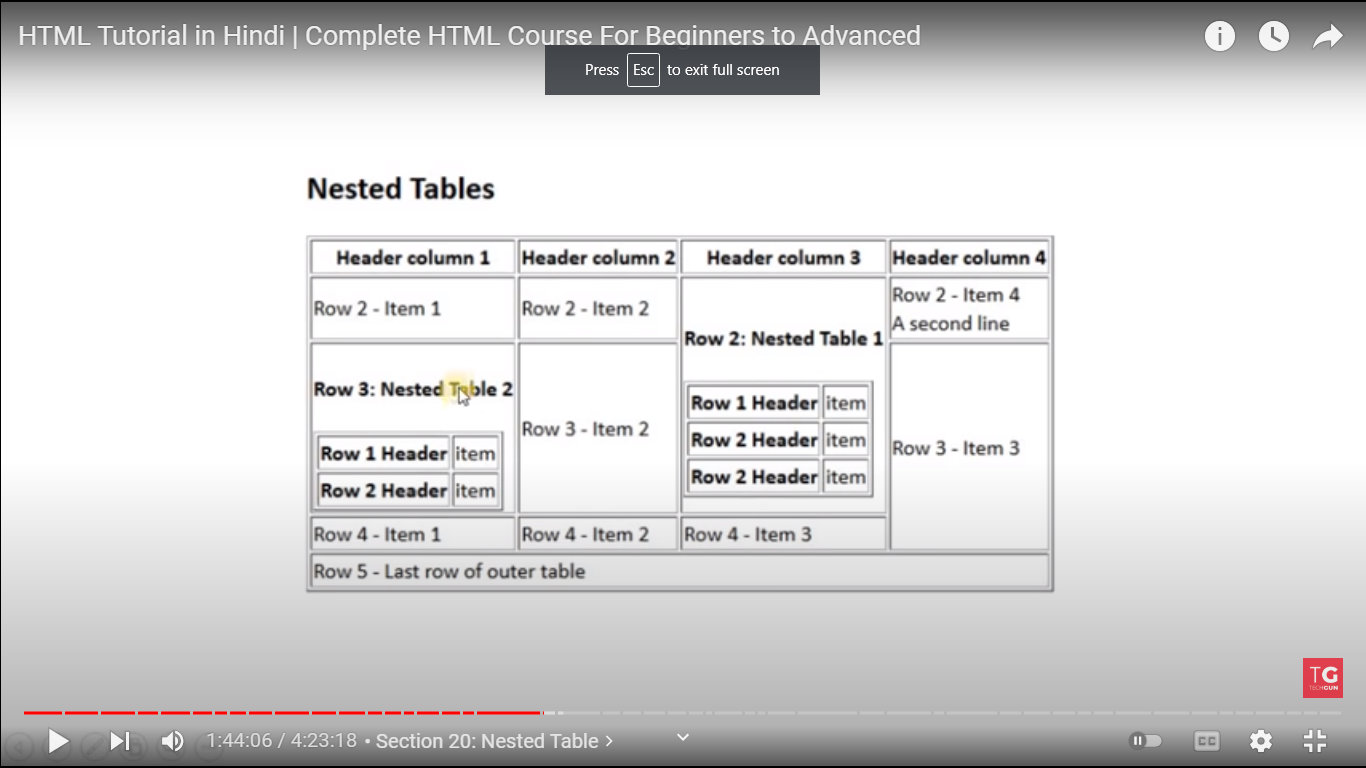 HTML Tutorial in Hindi | Complete HTML Course For Beginners to Advanced
Press Esc to exit full screen
Nested Tables
Header column 1 Header column 2 Header column 3 Header column 4
Row 2 - Item 1
Row 2 - Item 2
Row 2: Nested Table 1
Row 1 Header item
Row 2 Header item
Row 2 Header item
Row 2 - Item 4
A second line
Row 3: Nested Table 2
Row 1 Header item
Row 2 Header item
Row 3 - Item 2
Row 3 - Item 3
Row 4 - Item 1
Row 4 - Item 2
Row 4 - Item 3
Row 5 - Last row of outer table
TG
TECHGUN
1:44:06 / 4:23:18 • Section 20: Nested Table >
CC